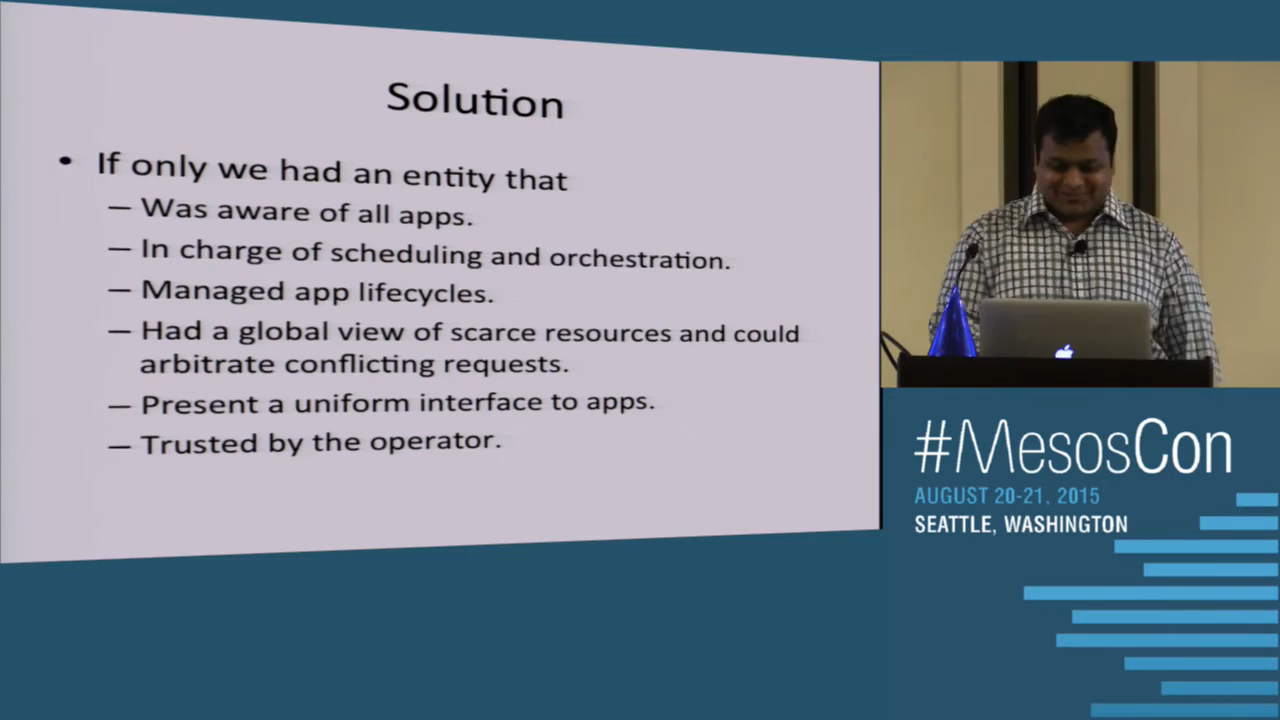 Solution
• If only we had an entity that
– Was aware of all apps.
– In charge of scheduling and orchestration.
– Managed app lifecycles.
– Had a global view of scarce resources and could
arbitrate conflicting requests.
– Present a uniform interface to apps.
– Trusted by the operator.
#MesosCon
AUGUST 20-21, 2015
SEATTLE, WASHINGTON